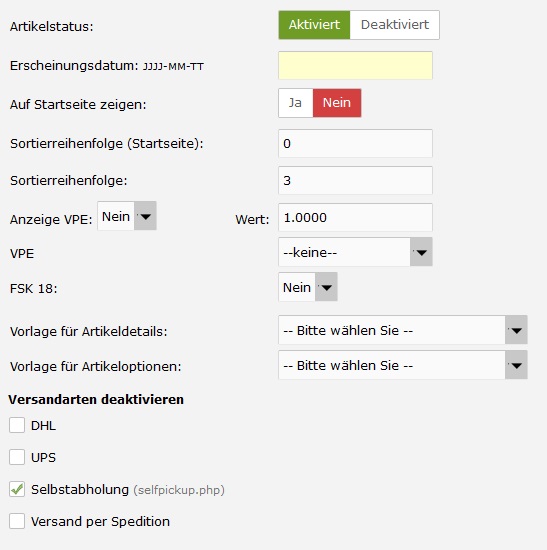 Artikelstatus: Aktiviert Deaktiviert
Erscheinungsdatum: JJJJ-MM-TT
Auf Startseite zeigen: Ja Nein
Sortierreihenfolge (Startseite): 0
Sortierreihenfolge: 3
Anzeige VPE: Nein Wert: 1.0000
VPE --keine--
FSK 18: Nein
Vorlage für Artikeldetails: -- Bitte wählen Sie --
Vorlage für Artikeloptionen: -- Bitte wählen Sie --
Versandarten deaktivieren
DHL
UPS
Selbstabholung (selfpickup.php)
Versand per Spedition